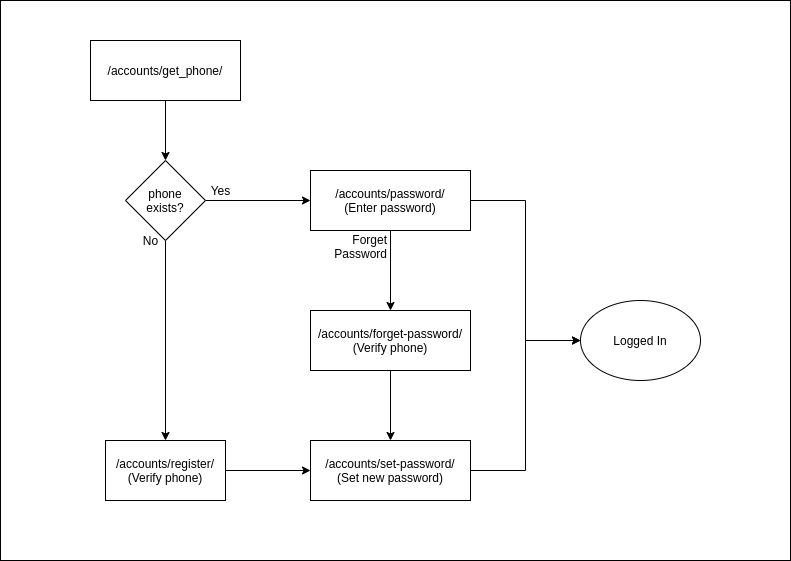 /accounts/get_phone/
phone
exists?
Yes
No
/accounts/password/
(Enter password)
Forget
Password
/accounts/forget-password/
(Verify phone)
Logged In
/accounts/register/
(Verify phone)
/accounts/set-password/
(Set new password)